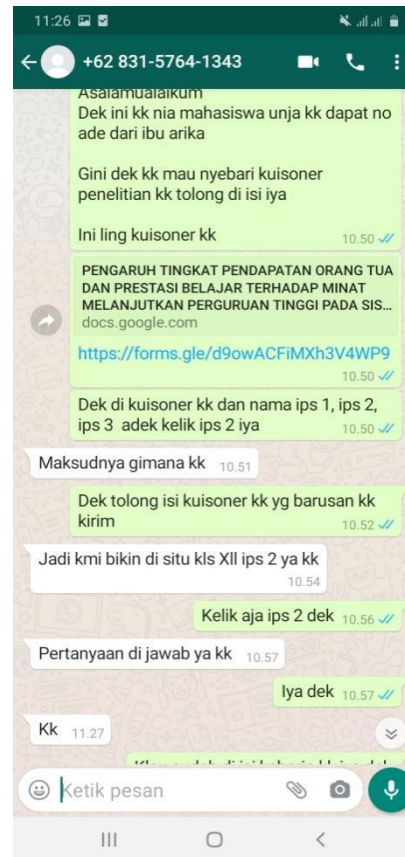 11:26
+62 831-5764-1343
Asalamualaikum
Dek ini kk nia mahasiswa unja kk dapat no
ade dari ibu arika
Gini dek kk mau nyebari kuisoner
penelitian kk tolong di isi iya
Ini ling kuisoner kk
10.50
PENGARUH TINGKAT PENDAPATAN ORANG TUA
DAN PRESTASI BELAJAR TERHADAP MINAT
MELANJUTKAN PERGURUAN TINGGI PADA SIS...
docs.google.com
https://forms.gle/d9owACFiMXh3V4WP9
10.50
Dek di kuisoner kk dan nama ips 1, ips 2,
ips 3 adek kelik ips 2 iya
10.50
Maksudnya gimana kk 10.51
Dek tolong isi kuisoner kk yg barusan kk
kirim
10.52
Jadi kmi bikin di situ kls Xll ips 2 ya kk
10.54
Kelik aja ips 2 dek 10.56
Pertanyaan di jawab ya kk 10.57
Iya dek 10.57
Kk 11.27
Ketik pesan